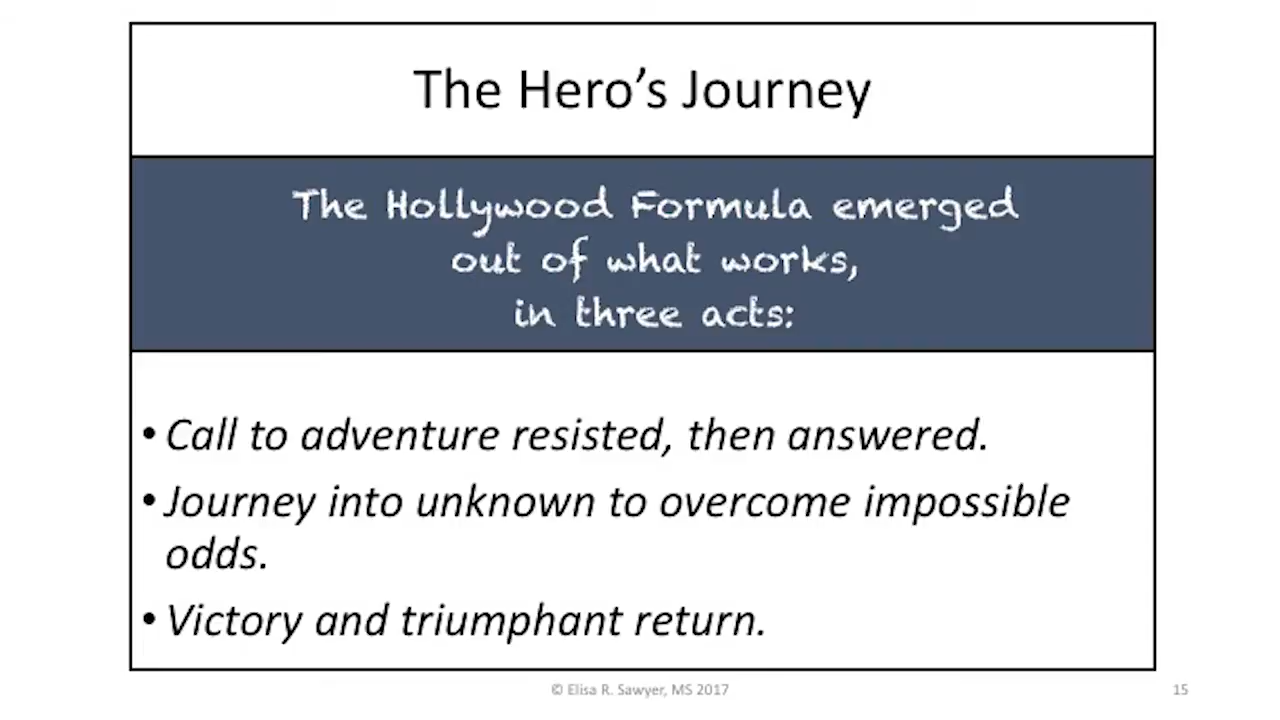 The Hero’s Journey
The Hollywood Formula emerged
out of what works,
in three acts:
• Call to adventure resisted, then answered.
• Journey into unknown to overcome impossible
odds.
• Victory and triumphant return.
© Elisa R. Sawyer, MS 2017
15